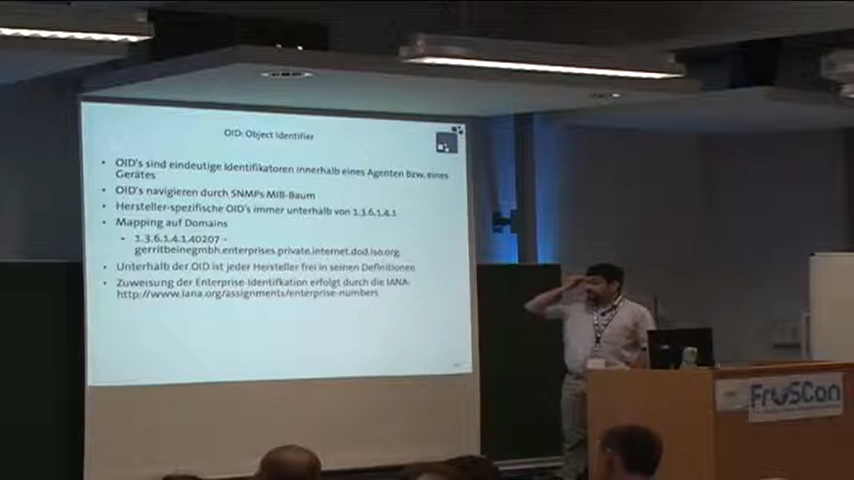 OID: Object Identifier
• OID's sind eindeutige Identifikatoren innerhalb eines Agenten bzw. eines
Gerätes
• OID's navigieren durch SNMPs MIB-Baum
• Hersteller-spezifische OID's immer unterhalb von 1.3.6.1.4.1
• Mapping auf Domains
• 1.3.6.1.4.1.40207 –
gerritbeinegmbh.enterprises.private.internet.dod.iso.org.
• Unterhalb der OID ist jeder Hersteller frei in seinen Definitionen
• Zuweisung der Enterprise-Identifkation erfolgt durch die IANA:
http://www.iana.org/assignments/enterprise-numbers
FrOSCon